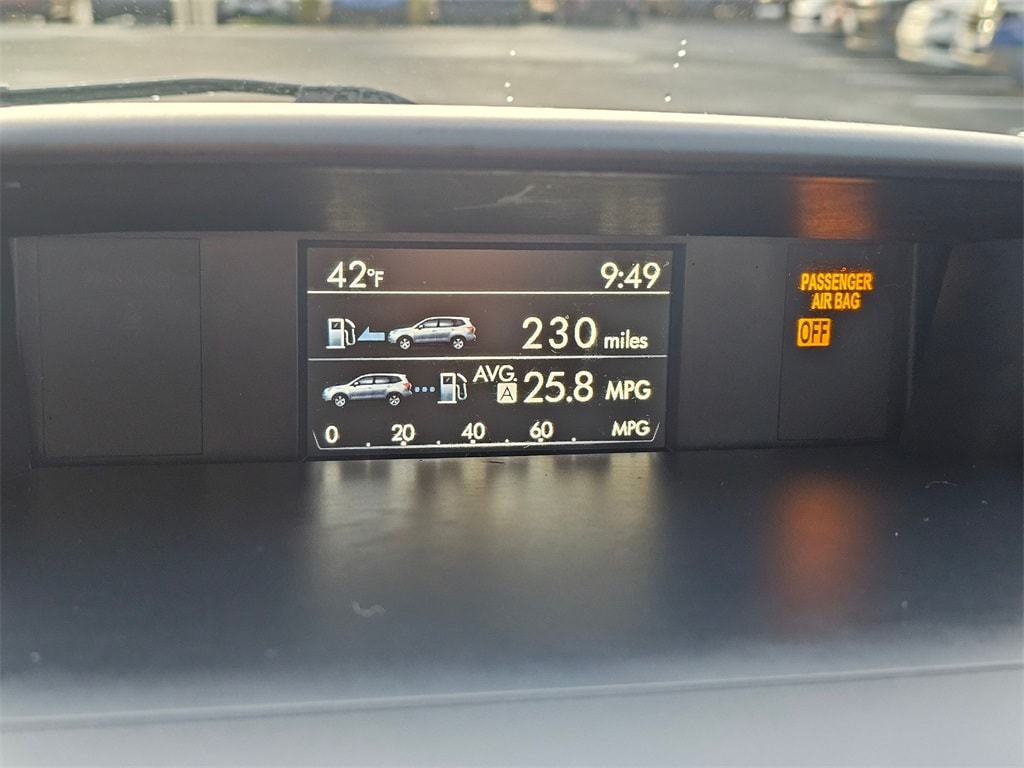 42°F 9:49
230 miles
AVG. A 25.8 MPG
0 20 40 60 MPG
PASSENGER
AIR BAG
OFF